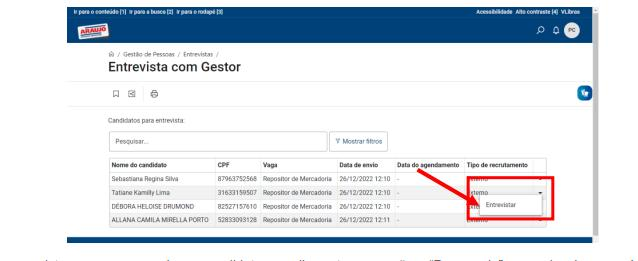 Ir para o conteúdo [1] Ir para a busca [2] Ir para o rodapé [3] Acessibilidade Alto contraste [4] VLibras
ARAUJO PC
/ Gestão de Pessoas / Entrevistas /
Entrevista com Gestor
Candidatos para entrevista:
Pesquisar... Mostrar filtros
Nome do candidato CPF Vaga Data de envio Data do agendamento Tipo de recrutamento
Sebastiana Regina Silva 87963752568 Repositor de Mercadoria 26/12/2022 12:10 - Externo
Tatiane Kamilly Lima 31633159507 Repositor de Mercadoria 26/12/2022 12:10 - Externo
DÉBORA HELOISE DRUMOND 82527157610 Repositor de Mercadoria 26/12/2022 12:10 - Entrevistar
ALLANA CAMILA MIRELLA PORTO 52833093128 Repositor de Mercadoria 26/12/2022 12:11 - Externo